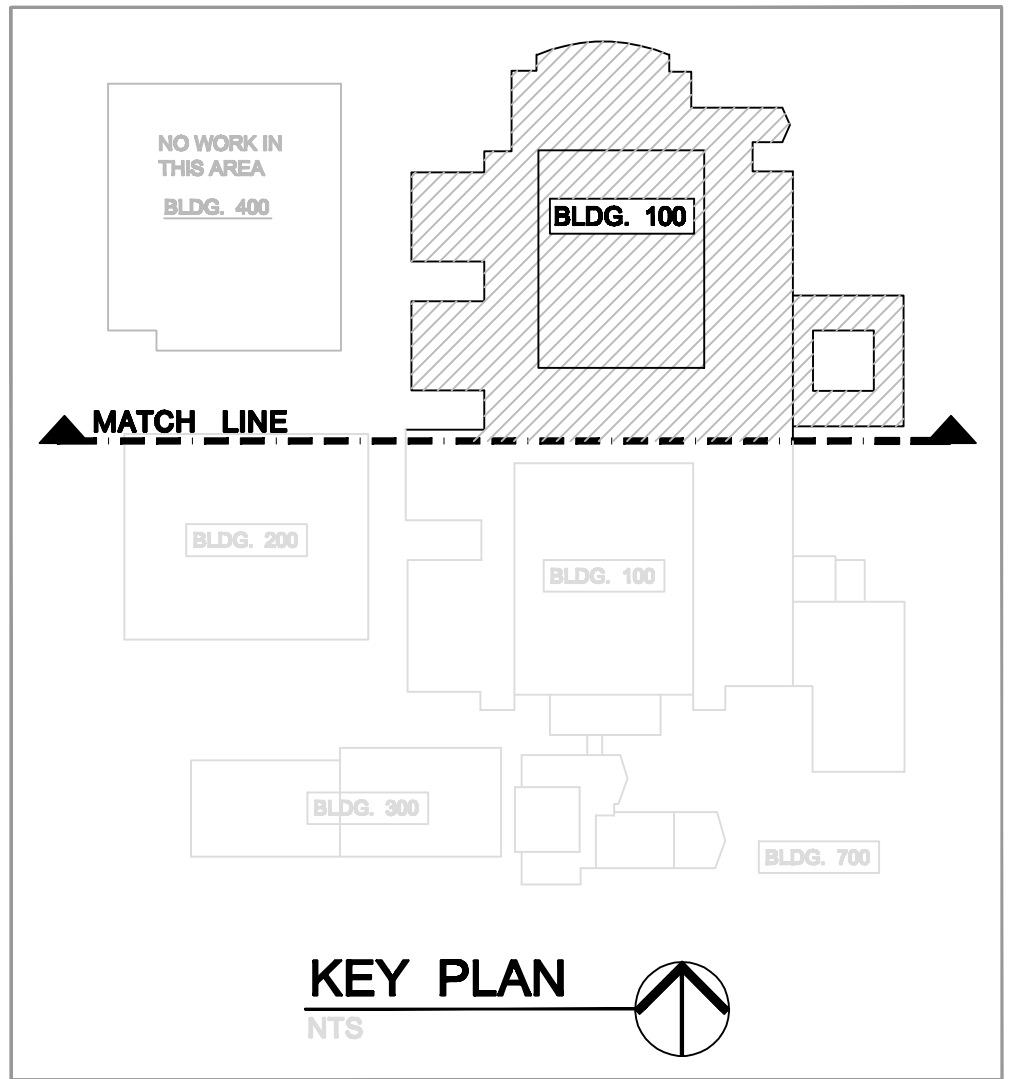 NO WORK IN
THIS AREA
BLDG. 400
BLDG. 100
MATCH LINE
BLDG. 200
BLDG. 100
BLDG. 300
BLDG. 700
KEY PLAN
NTS